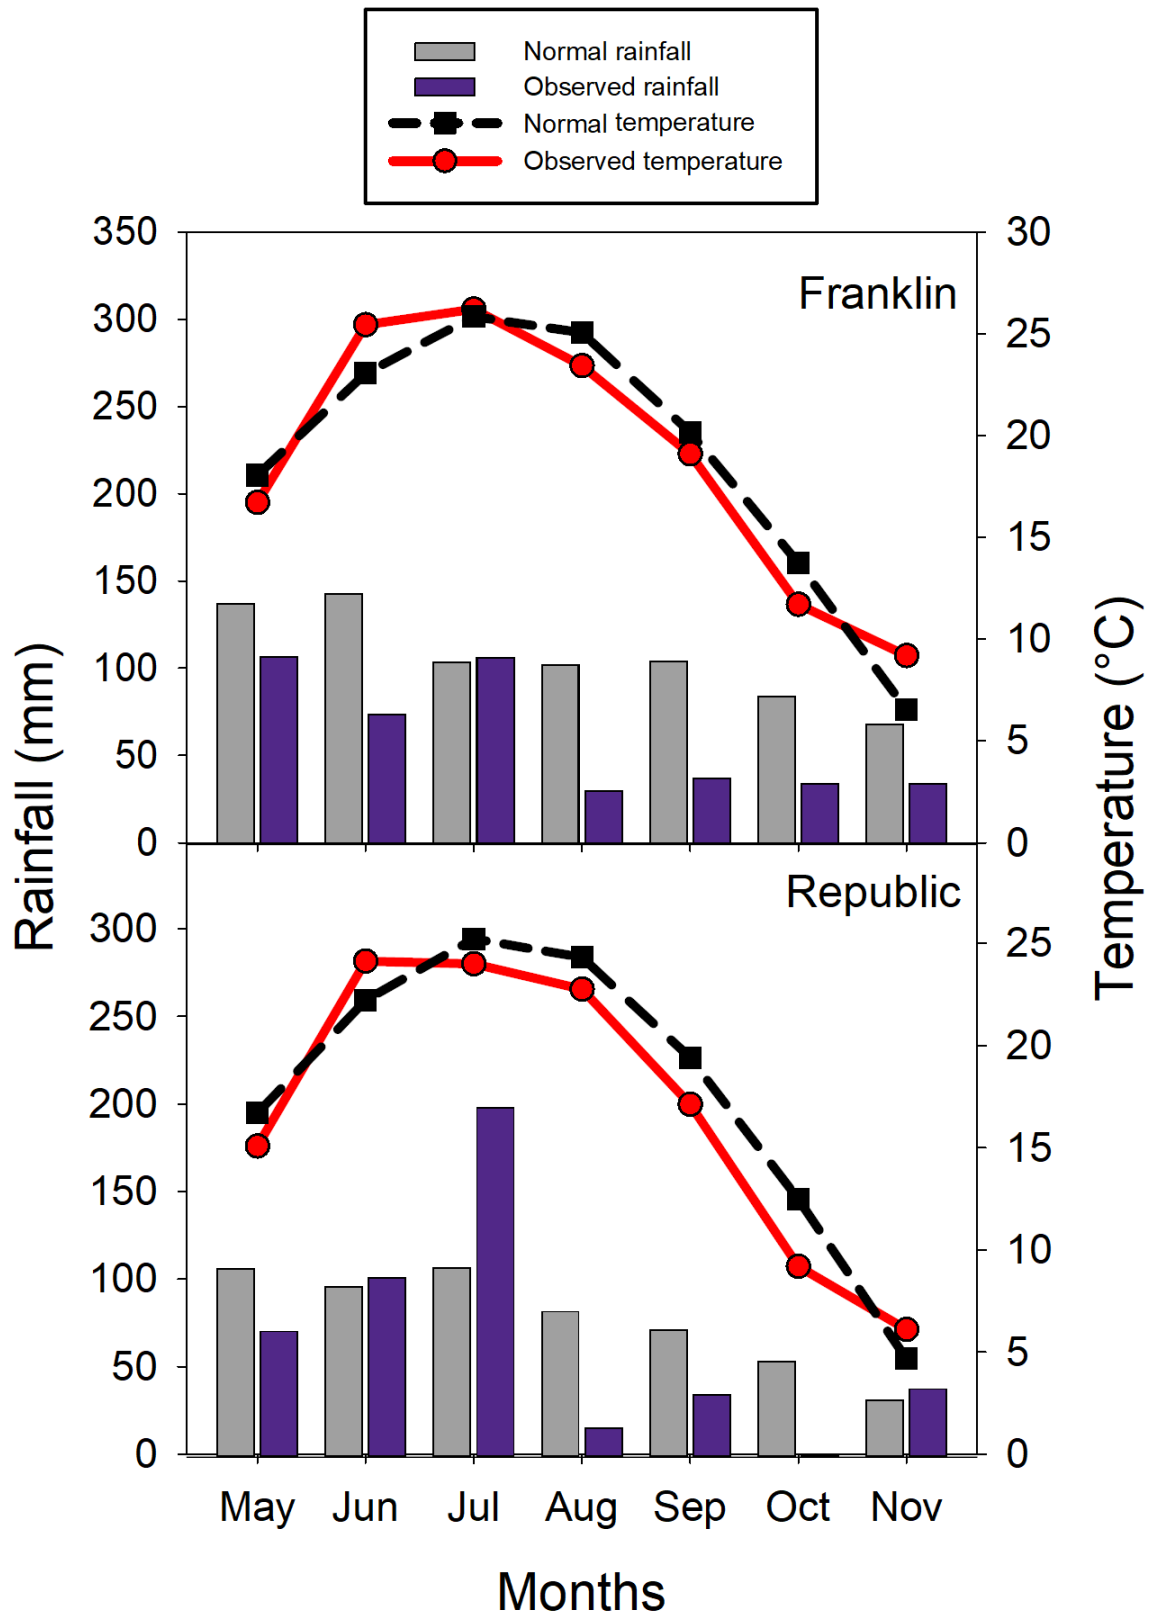 Normal rainfall
Observed rainfall
Normal temperature
Observed temperature
350
300
250
200
150
100
50
0
30
25
20
15
10
5
0
Franklin
Rainfall (mm)
Temperature (°C)
Republic
300
250
200
150
100
50
0
25
20
15
10
5
0
May Jun Jul Aug Sep Oct Nov
Months